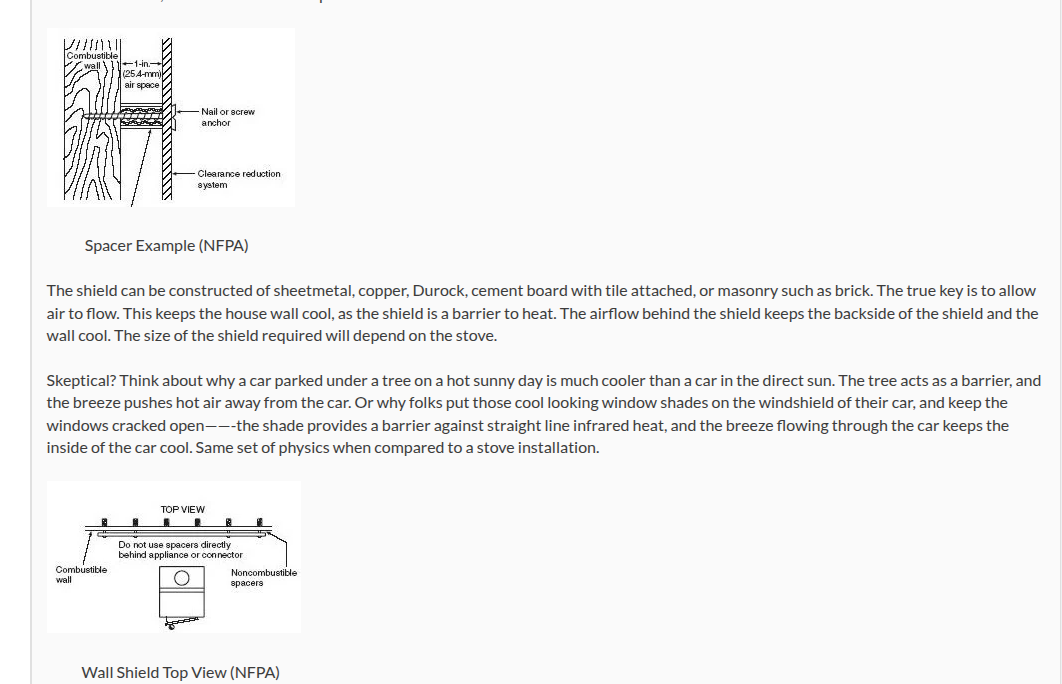 Combustible
wall
1-in.
(25.4-mm)
air space
Nail or screw
anchor
Clearance reduction
system
Spacer Example (NFPA)
The shield can be constructed of sheetmetal, copper, Durock, cement board with tile attached, or masonry such as brick. The true key is to allow
air to flow. This keeps the house wall cool, as the shield is a barrier to heat. The airflow behind the shield keeps the backside of the shield and the
wall cool. The size of the shield required will depend on the stove.
Skeptical? Think about why a car parked under a tree on a hot sunny day is much cooler than a car in the direct sun. The tree acts as a barrier, and
the breeze pushes hot air away from the car. Or why folks put those cool looking window shades on the windshield of their car, and keep the
windows cracked open——-the shade provides a barrier against straight line infrared heat, and the breeze flowing through the car keeps the
inside of the car cool. Same set of physics when compared to a stove installation.
TOP VIEW
Do not use spacers directly
behind appliance or connector
Combustible
wall
Noncombustible
spacers
Wall Shield Top View (NFPA)